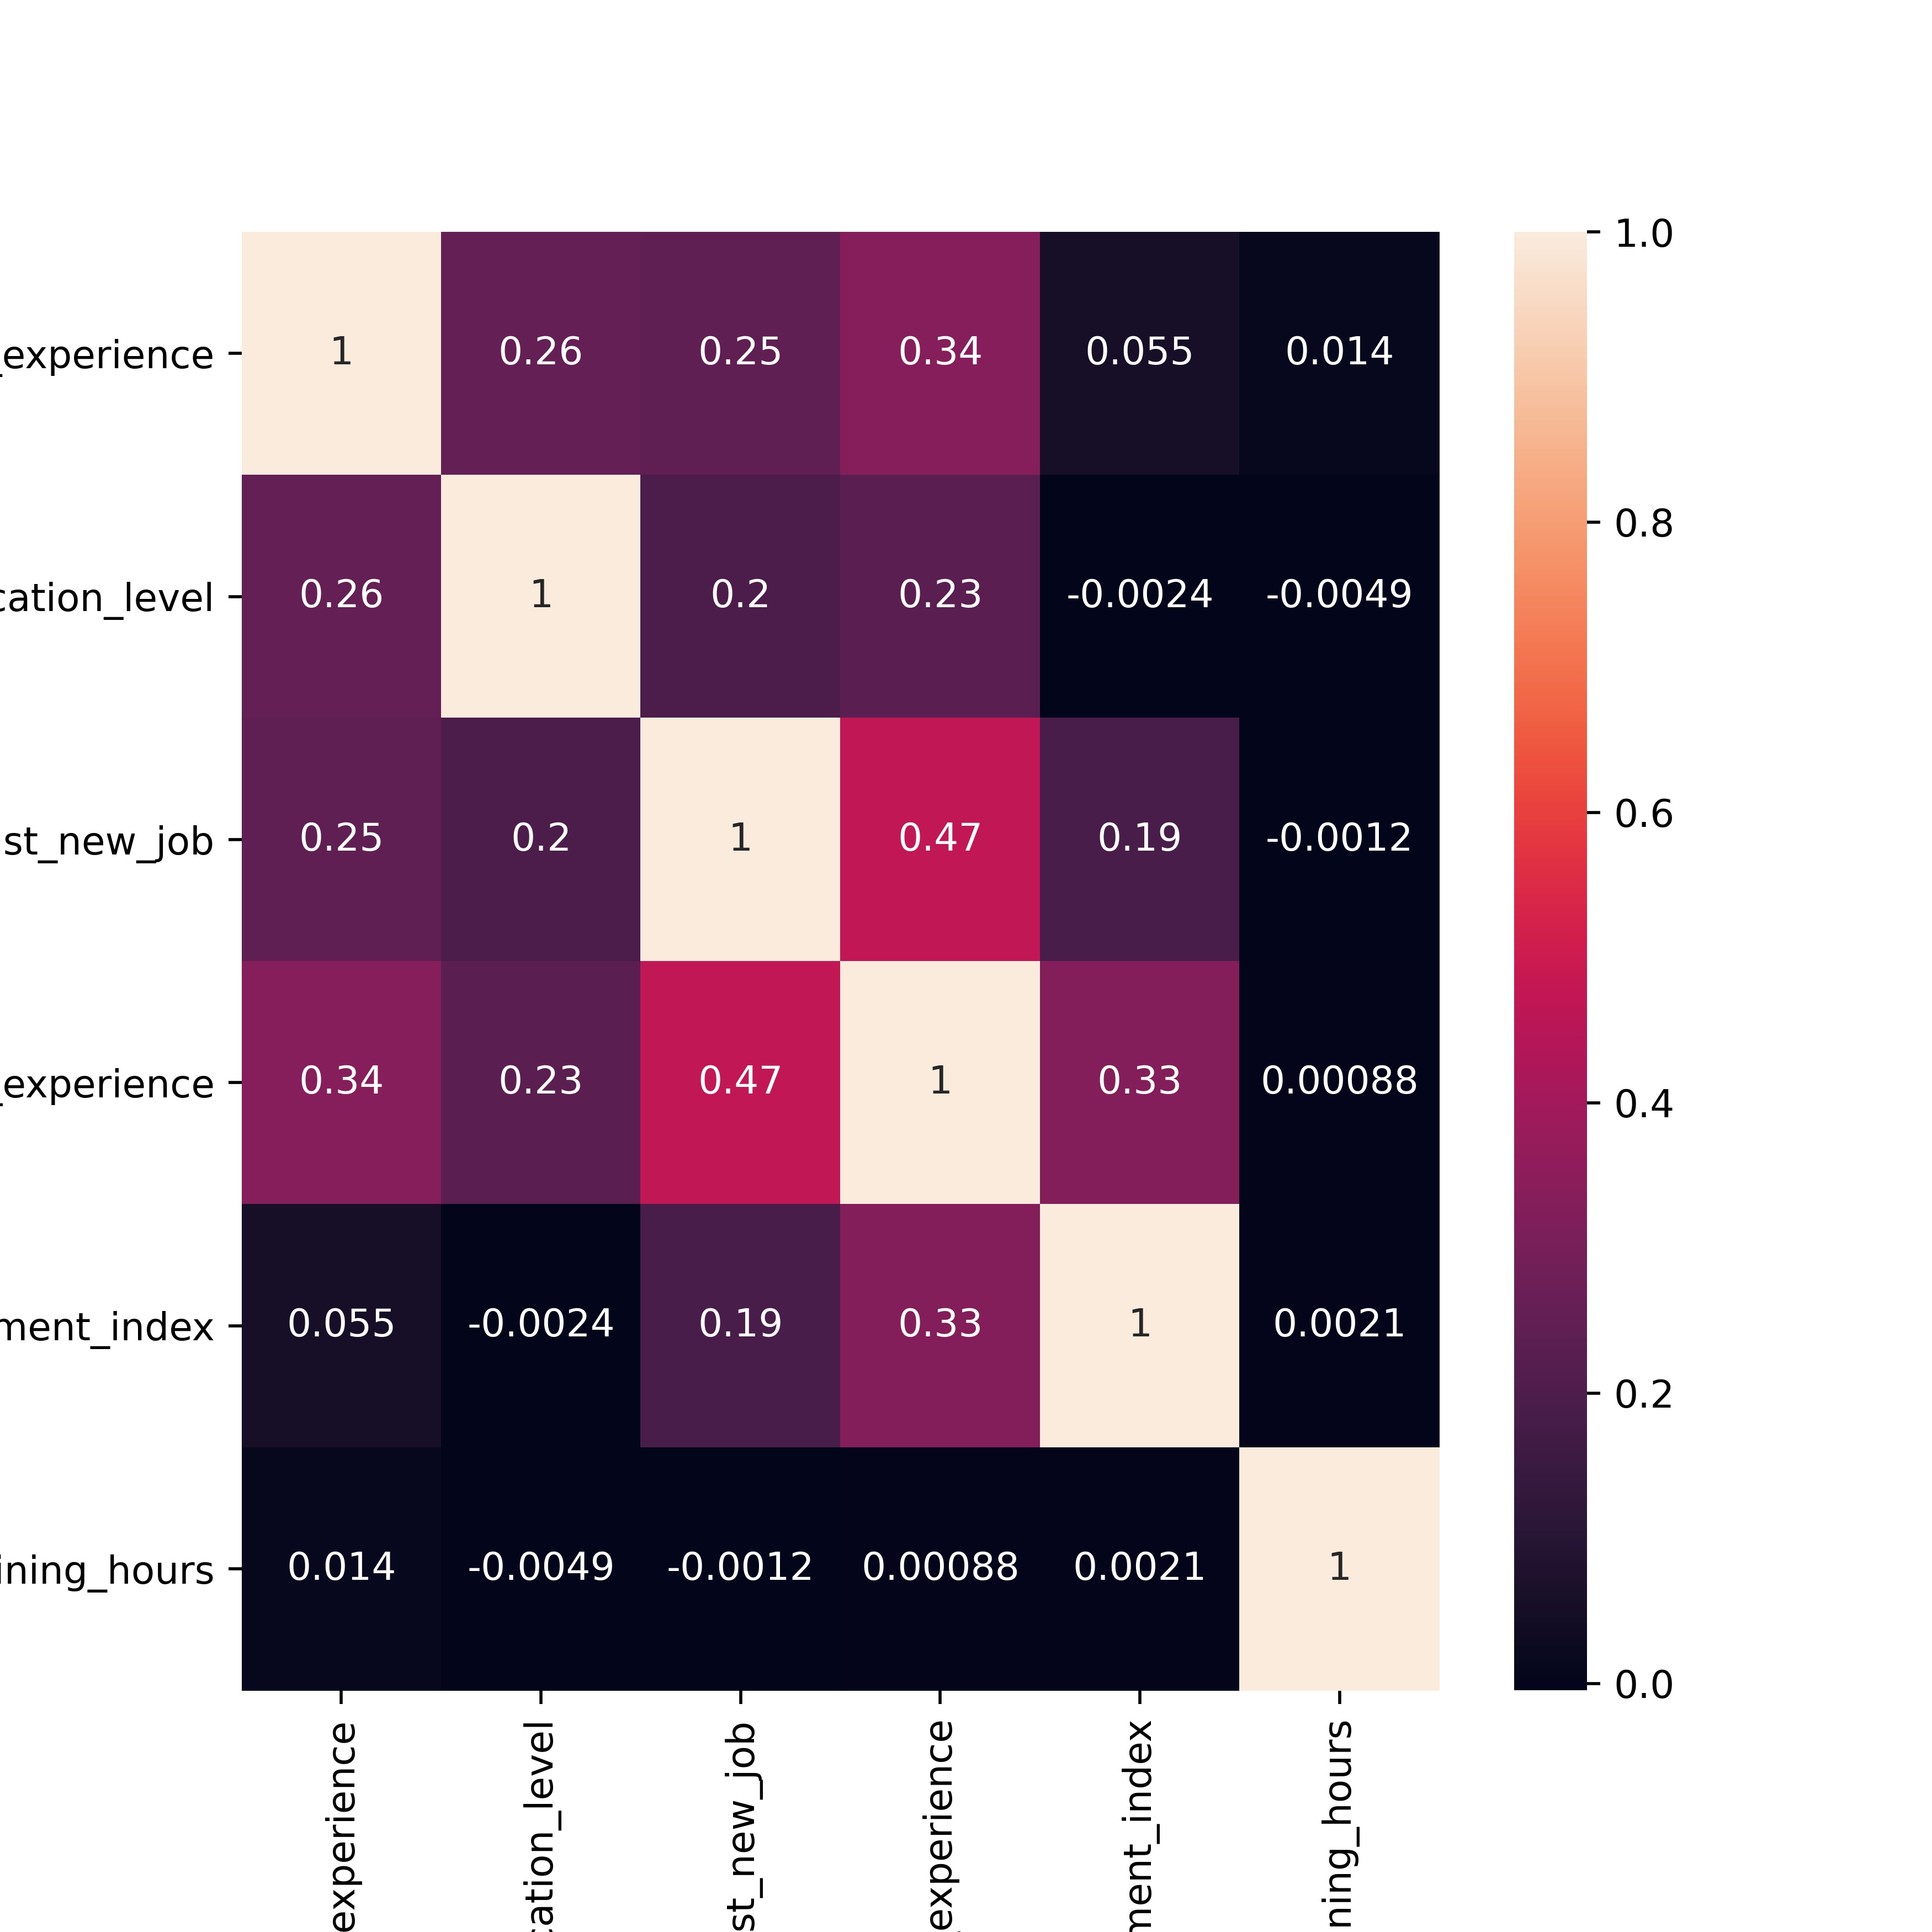 1.0
_experience 1 0.26 0.25 0.34 0.055 0.014
0.8
cation_level 0.26 1 0.2 0.23 -0.0024 -0.0049
st_new_job 0.25 0.2 1 0.47 0.19 -0.0012
0.6
_experience 0.34 0.23 0.47 1 0.33 0.00088
0.4
ment_index 0.055 -0.0024 0.19 0.33 1 0.0021
0.2
ining_hours 0.014 -0.0049 -0.0012 0.00088 0.0021 1
0.0
experience
cation_level
st_new_job
experience
ment_index
ning_hours